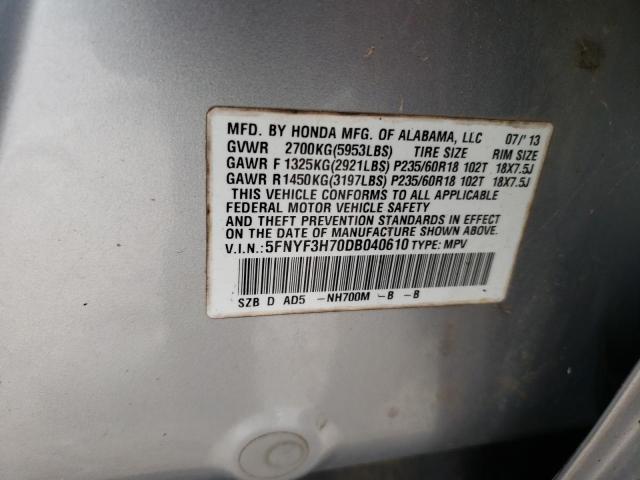 MFD. BY HONDA MFG. OF ALABAMA, LLC 07/'13
GVWR 2700KG(5953LBS) TIRE SIZE RIM SIZE
GAWR F 1325KG(2921LBS) P235/60R18 102T 18X7.5J
GAWR R1450KG(3197LBS) P235/60R18 102T 18X7.5J
THIS VEHICLE CONFORMS TO ALL APPLICABLE
FEDERAL MOTOR VEHICLE SAFETY
AND THEFT PREVENTION STANDARDS IN EFFECT
ON THE DATE OF MANUFACTURE SHOWN ABOVE.
V.I.N.:5FNYF3H70DB040610 TYPE: MPV
SZB D AD5 -NH700M -B -B